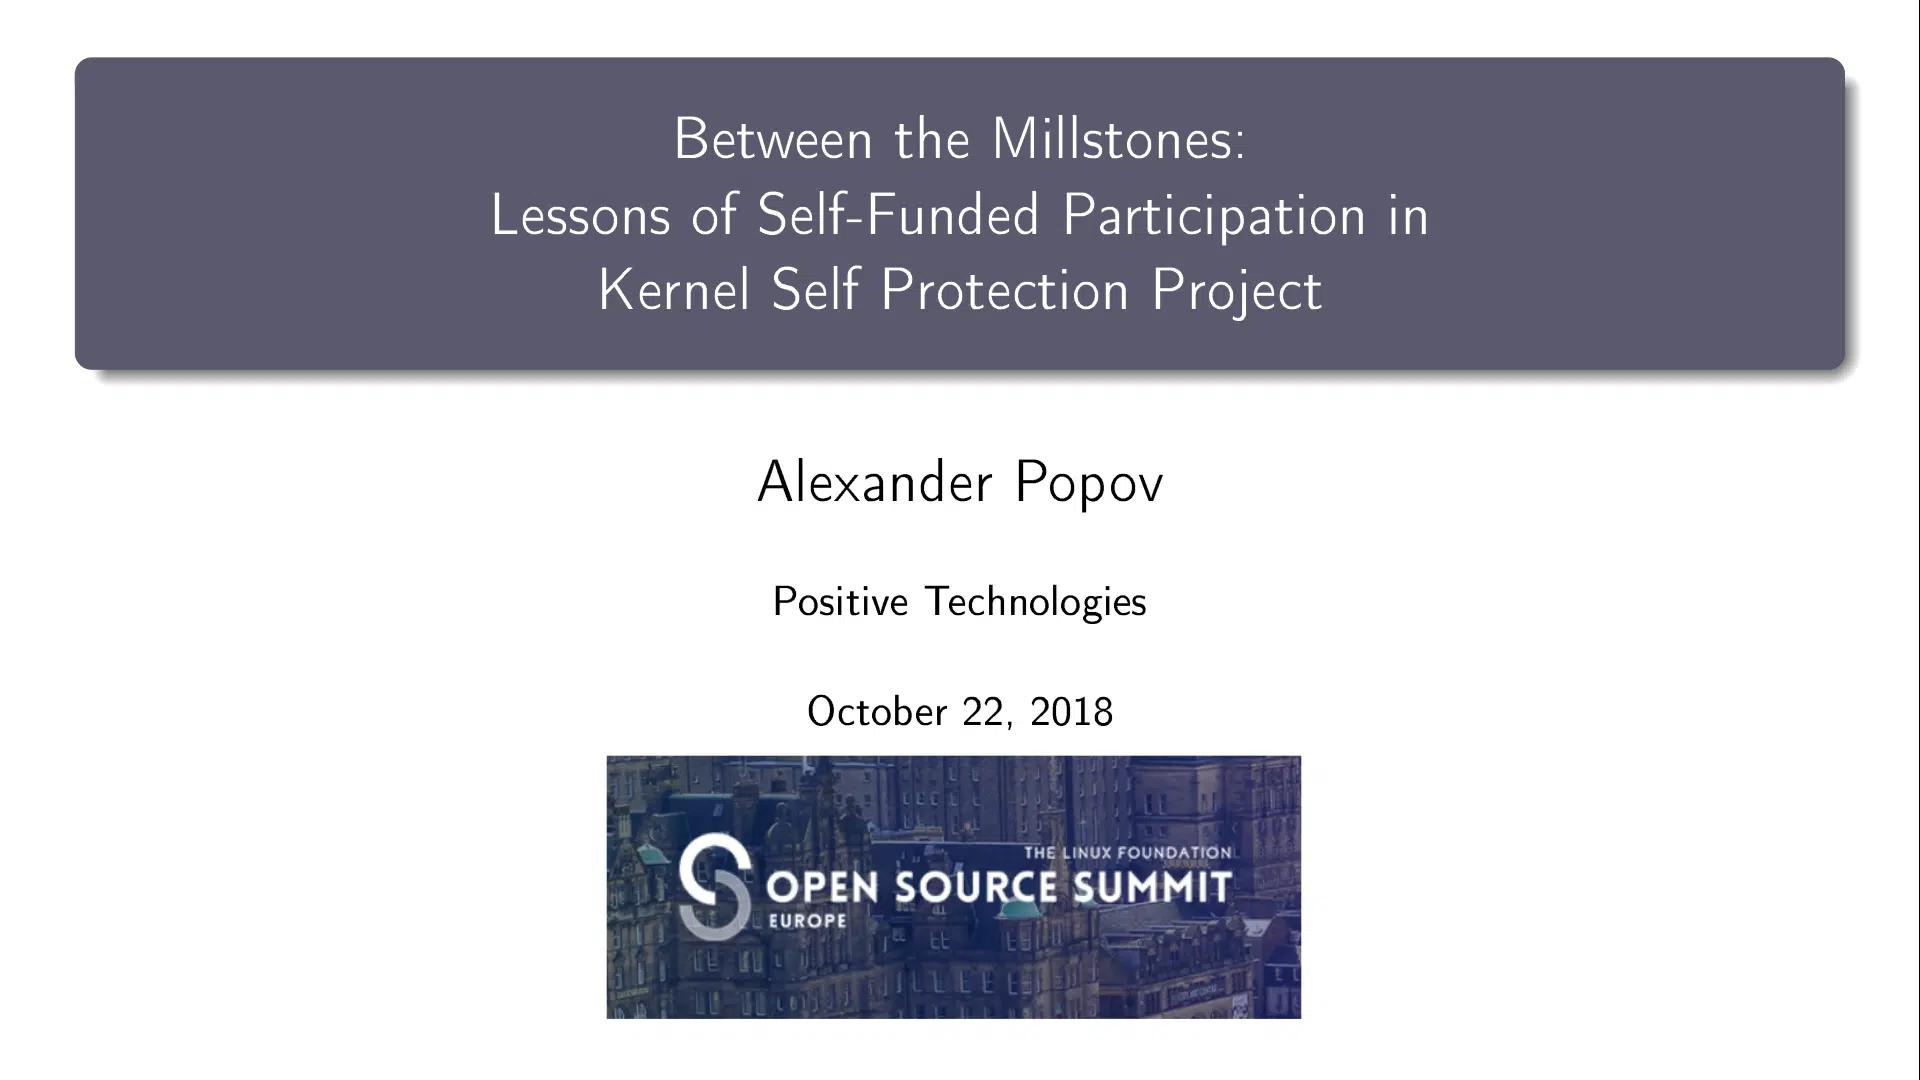 Between the Millstones:
Lessons of Self-Funded Participation in
Kernel Self Protection Project
Alexander Popov
Positive Technologies
October 22, 2018
THE LINUX FOUNDATION
OPEN SOURCE SUMMIT
EUROPE